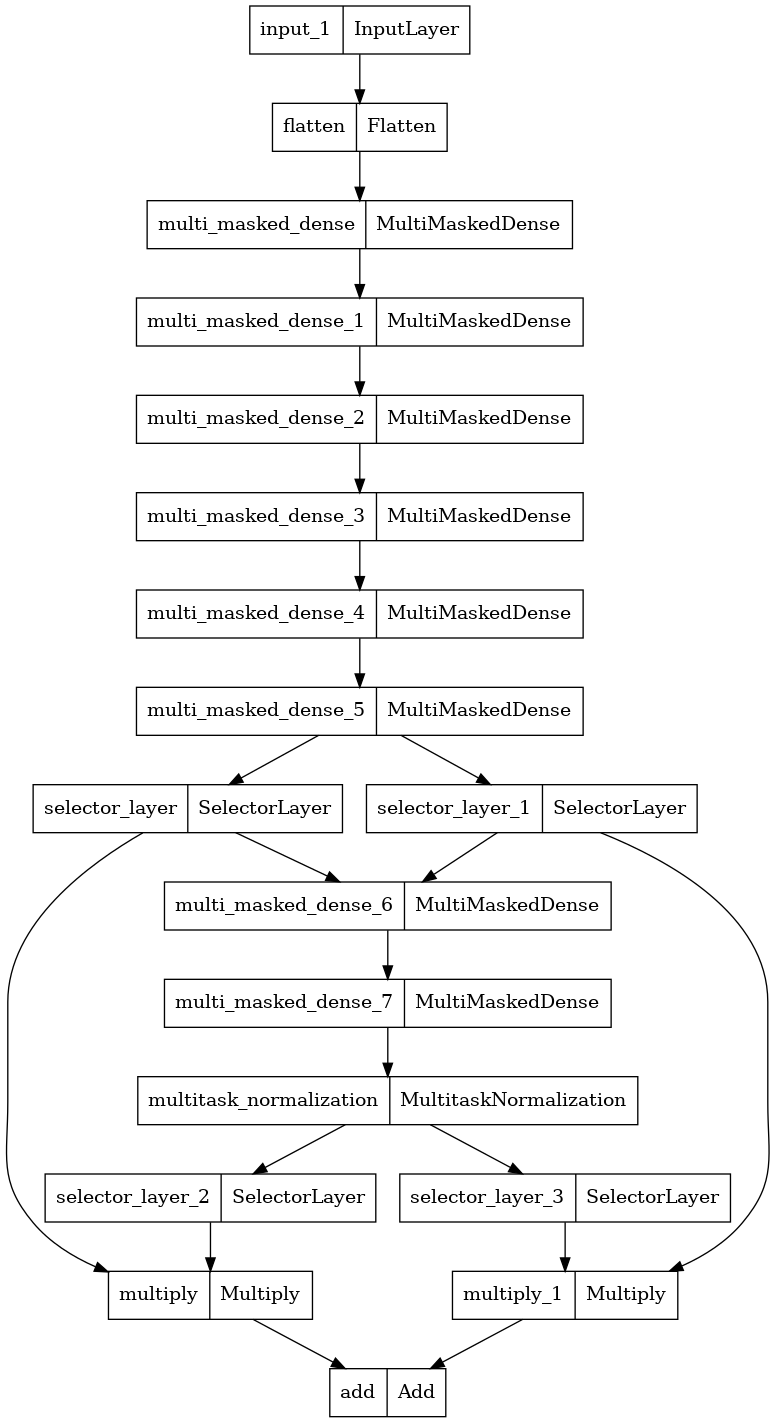 input_1 InputLayer
flatten Flatten
multi_masked_dense MultiMaskedDense
multi_masked_dense_1 MultiMaskedDense
multi_masked_dense_2 MultiMaskedDense
multi_masked_dense_3 MultiMaskedDense
multi_masked_dense_4 MultiMaskedDense
multi_masked_dense_5 MultiMaskedDense
selector_layer SelectorLayer selector_layer_1 SelectorLayer
multi_masked_dense_6 MultiMaskedDense
multi_masked_dense_7 MultiMaskedDense
multitask_normalization MultitaskNormalization
selector_layer_2 SelectorLayer selector_layer_3 SelectorLayer
multiply Multiply multiply_1 Multiply
add Add